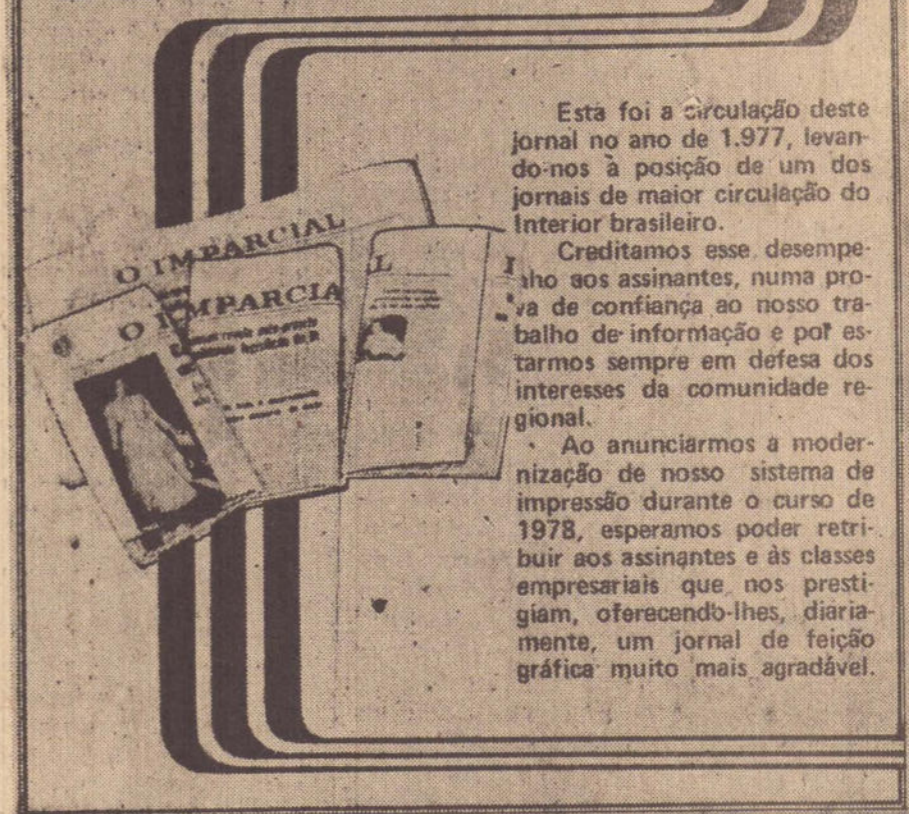 O IMPARCIAL
O IMPARCIA
L
I
Esta foi a circulação deste
jornal no ano de 1.977, levan-
do-nos à posição de um dos
jornais de maior circulação do
Interior brasileiro.
Creditamos esse desempe-
nho aos assinantes, numa pro-
va de confiança ao nosso tra-
balho de informação e por es-
tarmos sempre em defesa dos
interesses da comunidade re-
gional.
Ao anunciarmos a moder-
nização de nosso sistema de
impressão durante o curso de
1978, esperamos poder retri-
buir aos assinantes e às classes
empresariais que nos presti-
giam, oferecendo-lhes, diária-
mente, um jornal de feição
gráfica muito mais agradável.